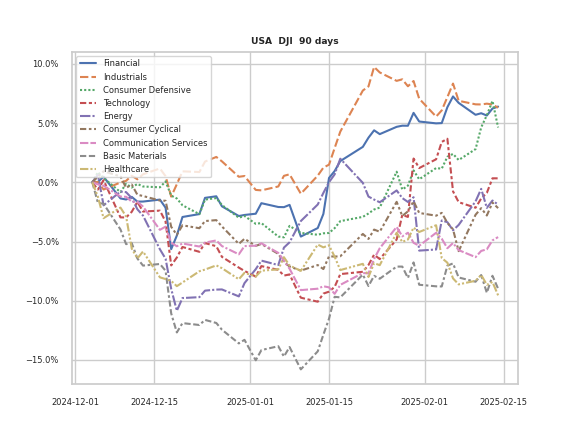 USA DJI 90 days
10.0%
5.0%
0.0%
−5.0%
−10.0%
−15.0%
Financial
Industrials
Consumer Defensive
Technology
Energy
Consumer Cyclical
Communication Services
Basic Materials
Healthcare
2024-12-01
2024-12-15
2025-01-01
2025-01-15
2025-02-01
2025-02-15